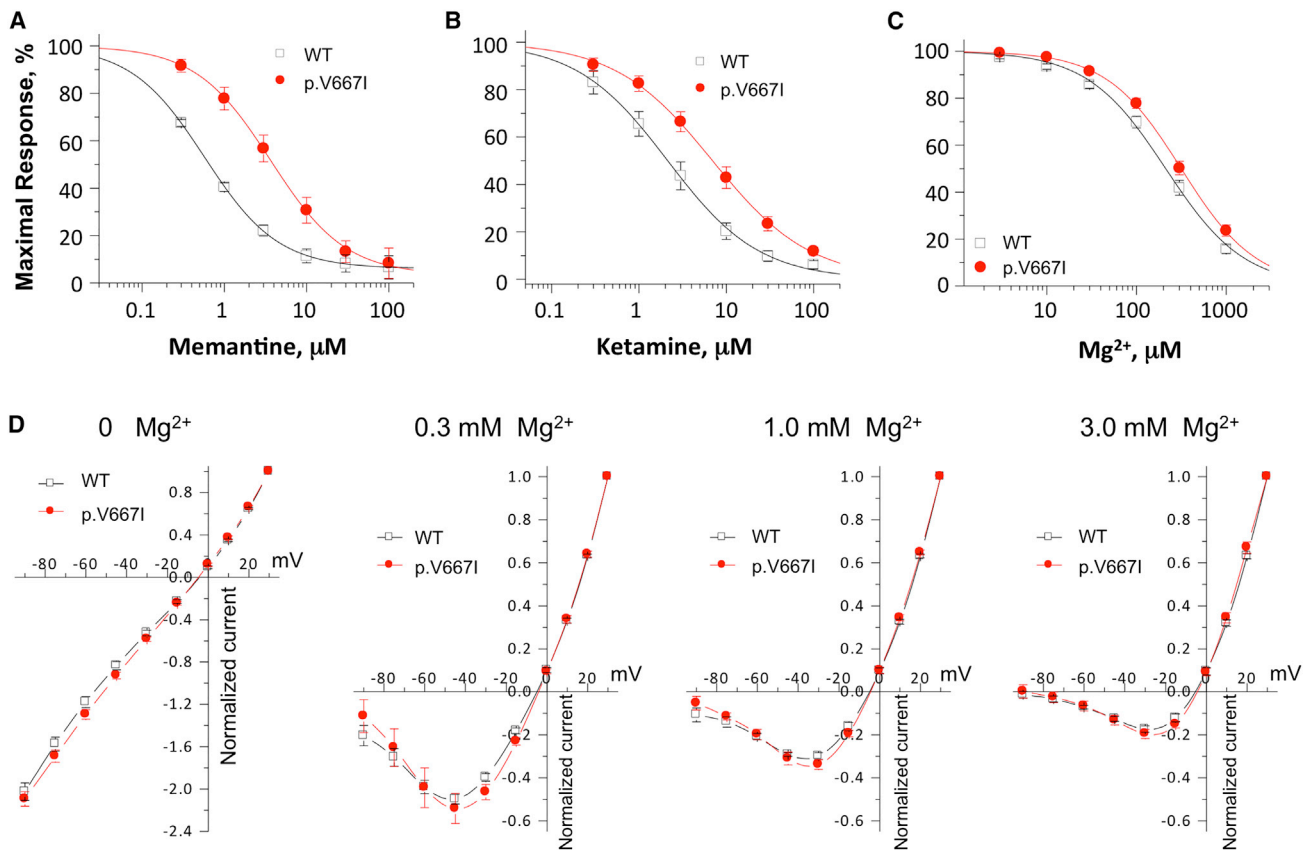 A
B
C
Maximal Response, %
100
80
60
40
20
0
WT
p.V667I
0.1
1
10
100
Memantine, μM
100
80
60
40
20
0
WT
p.V667I
0.1
1
10
100
Ketamine, μM
100
80
60
40
20
0
WT
p.V667I
10
100
1000
Mg²⁺, μM
D
0 Mg²⁺
WT
p.V667I
0.8
0.4
0.0
-0.4
-0.8
-1.2
-1.6
-2.0
-2.4
-80
-60
-40
-20
0
20
mV
Normalized current
0.3 mM Mg²⁺
WT
p.V667I
1.0
0.8
0.6
0.4
0.2
0.0
-0.2
-0.4
-0.6
-80
-60
-40
-20
0
20
mV
Normalized current
1.0 mM Mg²⁺
WT
p.V667I
1.0
0.8
0.6
0.4
0.2
0.0
-0.2
-0.4
-0.6
-80
-60
-40
-20
0
20
mV
Normalized current
3.0 mM Mg²⁺
WT
p.V667I
1.0
0.8
0.6
0.4
0.2
0.0
-0.2
-0.4
-0.6
-80
-60
-40
-20
0
20
mV
Normalized current